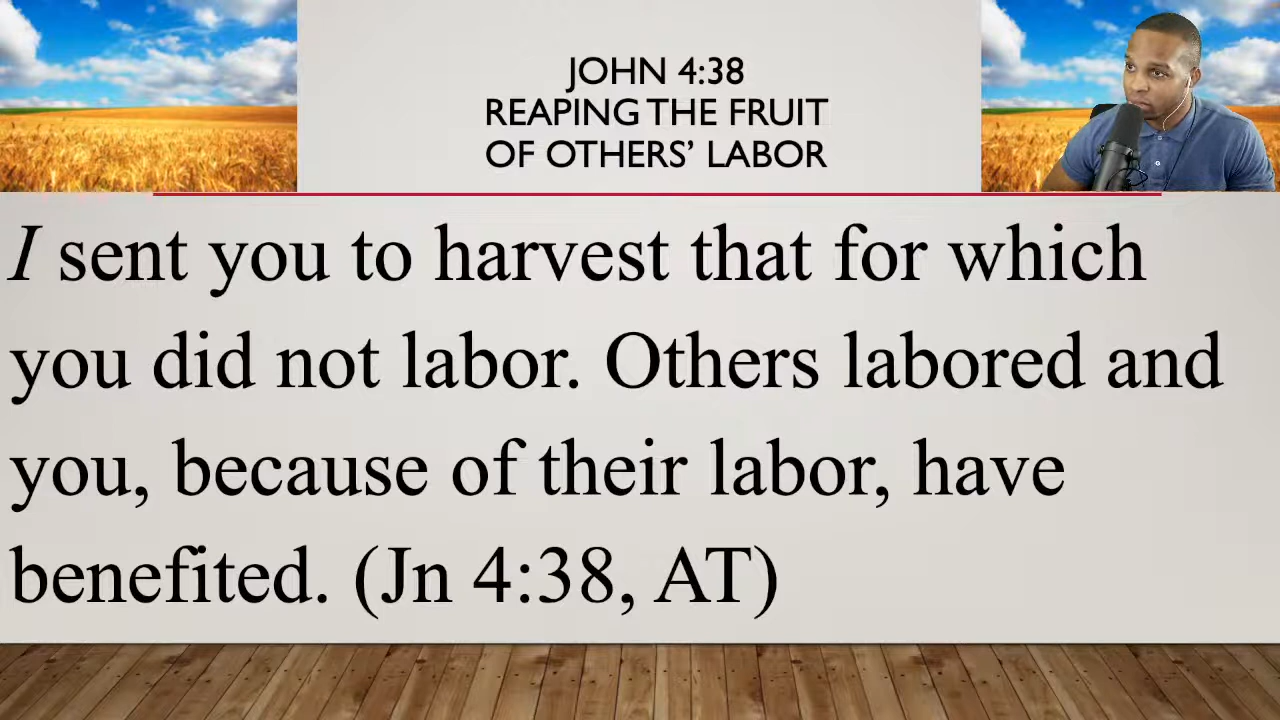 JOHN 4:38
REAPING THE FRUIT
OF OTHERS’ LABOR
I sent you to harvest that for which
you did not labor. Others labored and
you, because of their labor, have
benefited. (Jn 4:38, AT)